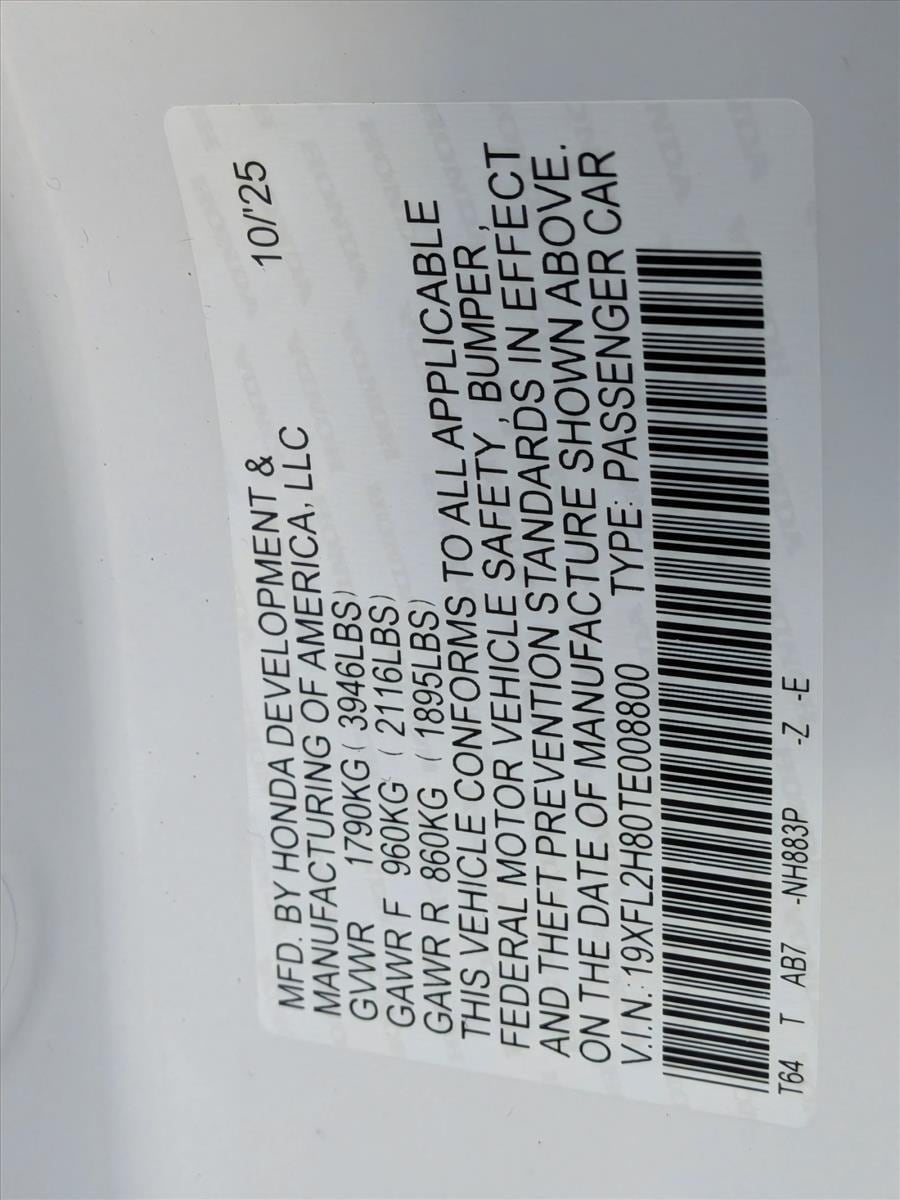 MFD. BY HONDA DEVELOPMENT & 10/'25
MANUFACTURING OF AMERICA, LLC
GVWR 1790KG ( 3946LBS)
GAWR F 960KG ( 2116LBS)
GAWR R 860KG ( 1895LBS)
THIS VEHICLE CONFORMS TO ALL APPLICABLE
FEDERAL MOTOR VEHICLE SAFETY , BUMPER ,
AND THEFT PREVENTION STANDARDS IN EFFECT
ON THE DATE OF MANUFACTURE SHOWN ABOVE.
V.I.N.: 19XFL2H80TE008800 TYPE: PASSENGER CAR
T64 T AB7 -NH883P -Z -E